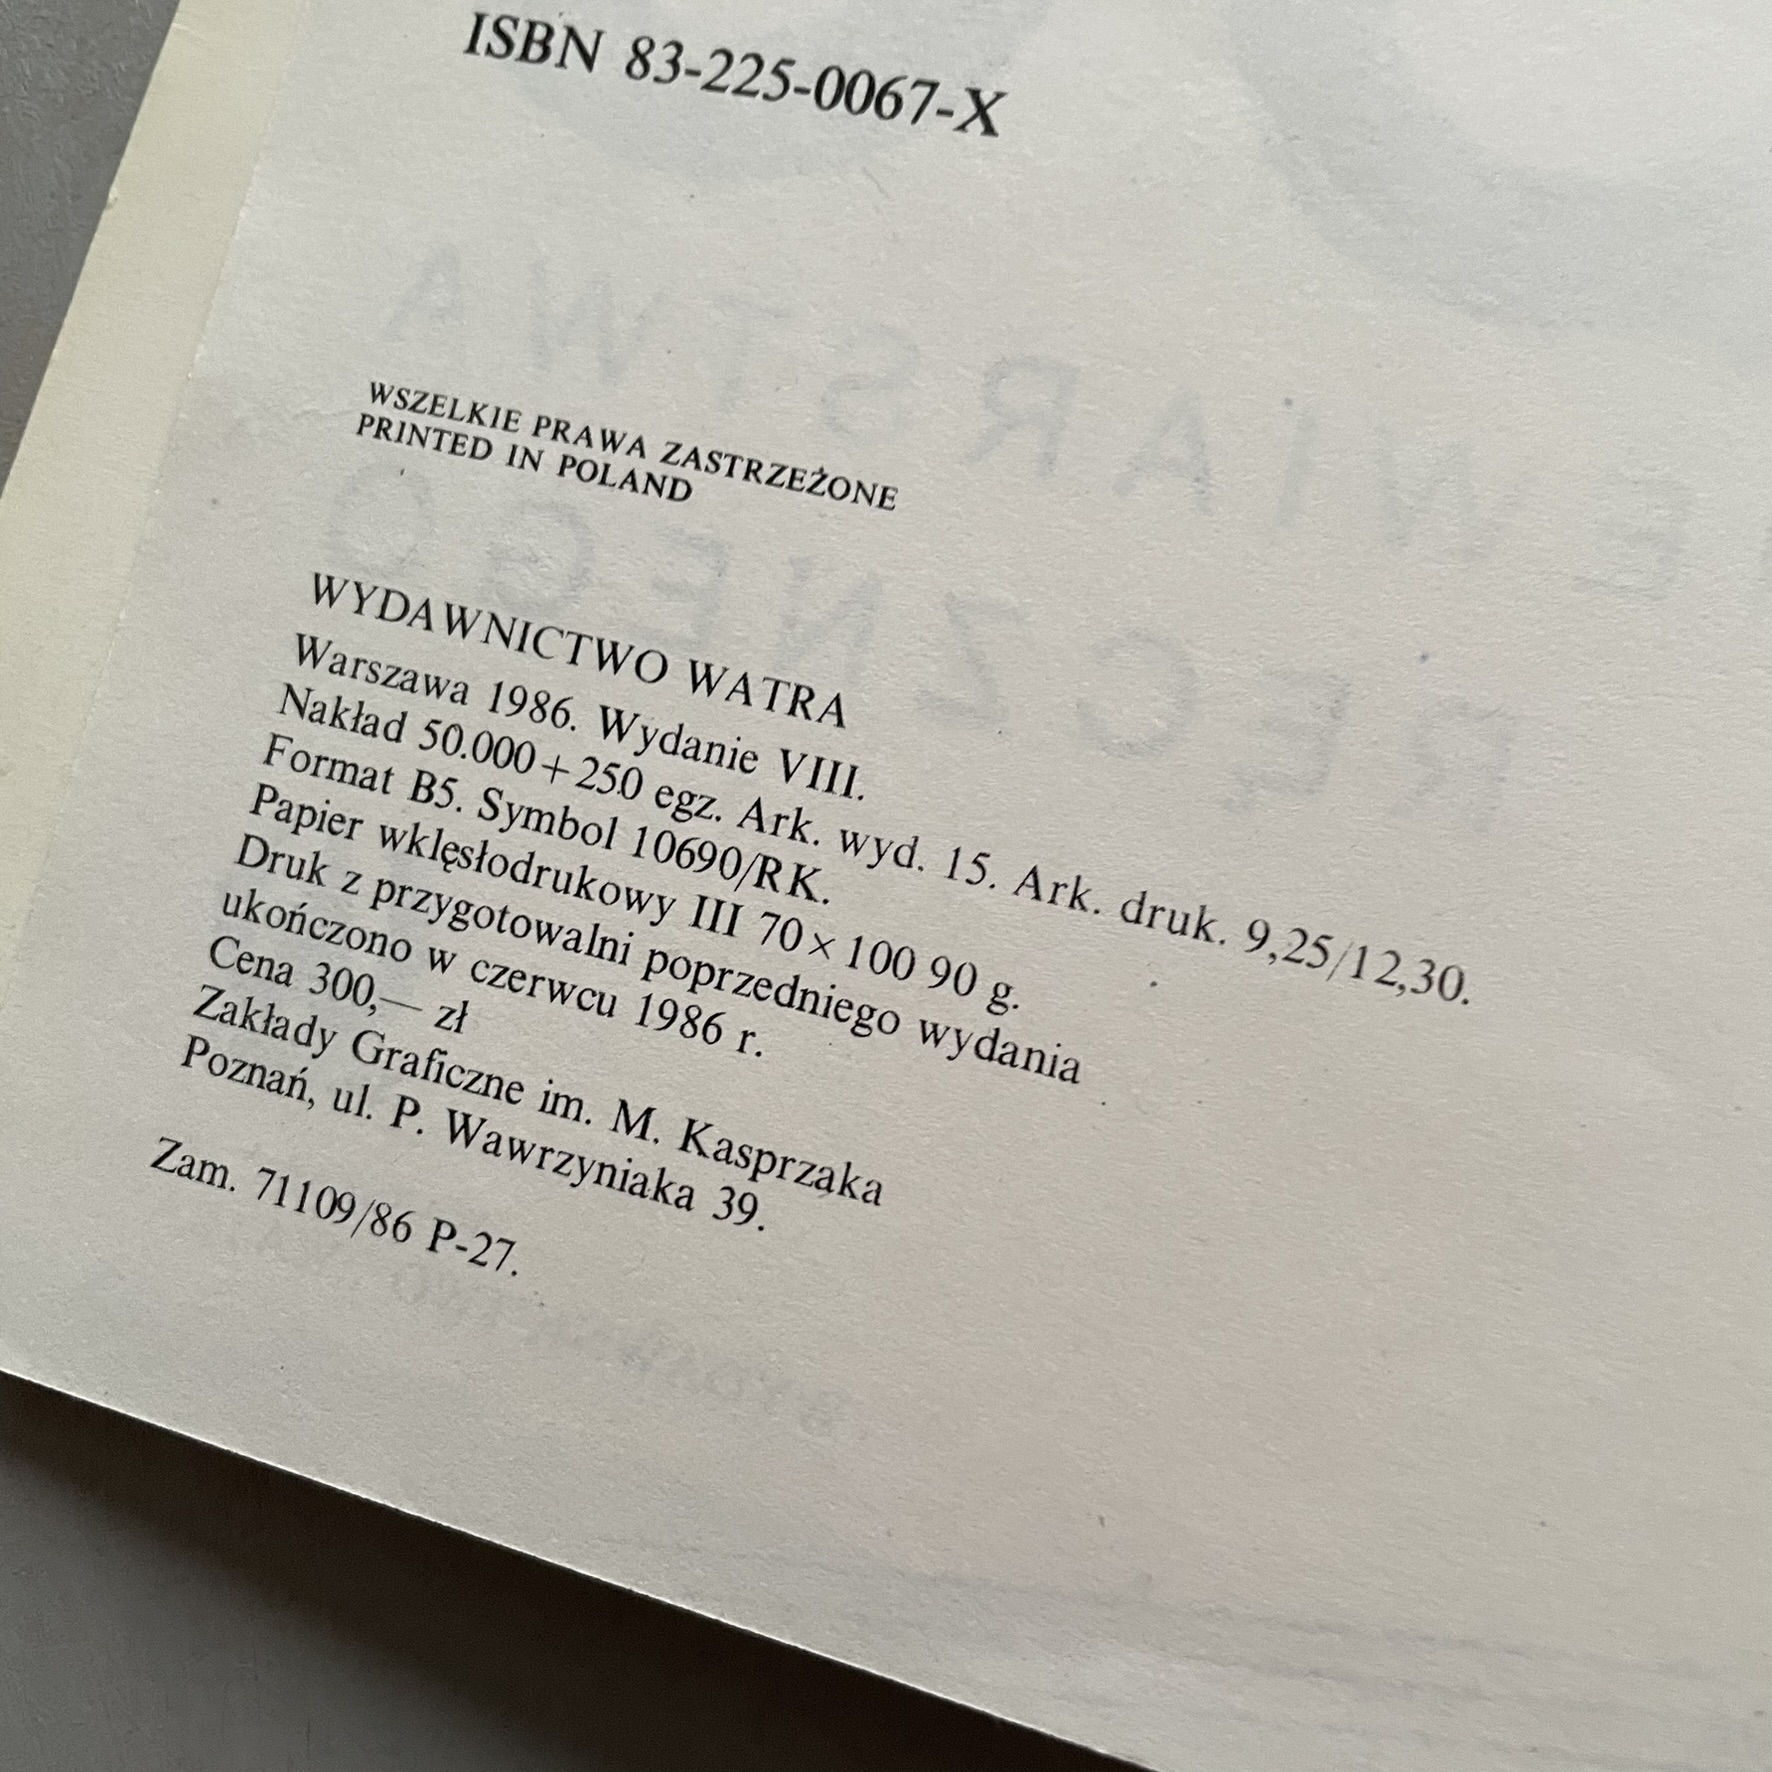 ISBN 83-225-0067-X
WSZELKIE PRAWA ZASTRZEŻONE
PRINTED IN POLAND
WYDAWNICTWO WATRA
Warszawa 1986. Wydanie VIII.
Nakład 50.000+250 egz. Ark. wyd. 15. Ark. druk. 9,25/12,30.
Format B5. Symbol 10690/RK.
Papier wklęsłodrukowy III 70×100 90 g.
Druk z przygotowalni poprzedniego wydania
ukończono w czerwcu 1986 r.
Cena 300,— zł
Zakłady Graficzne im. M. Kasprzaka
Poznań, ul. P. Wawrzyniaka 39.
Zam. 71109/86 P-27.